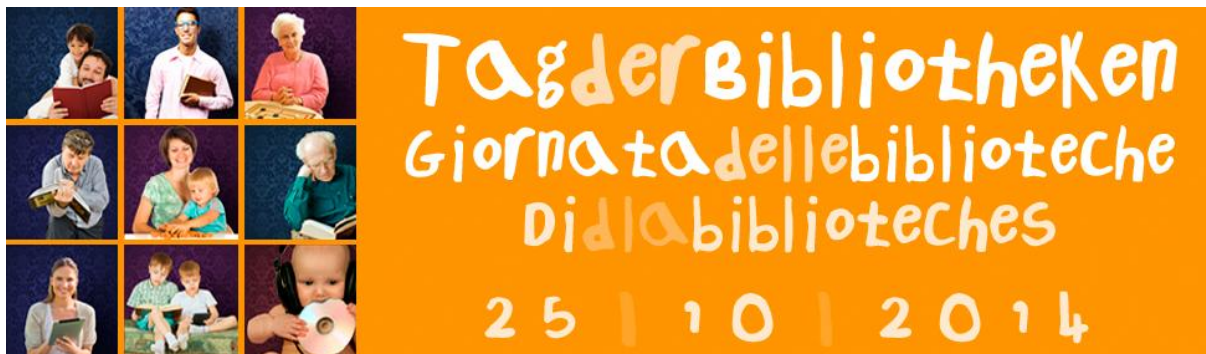 TagderBibliotheken
Giornatadellebiblioteche
Didlabiblioteches
25 | 10 | 2014